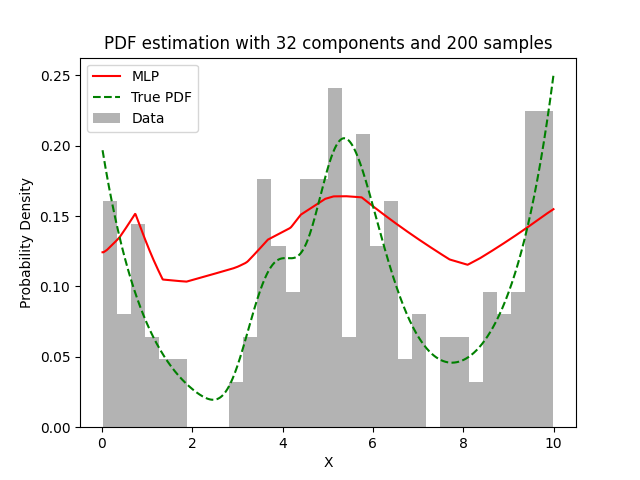 PDF estimation with 32 components and 200 samples
MLP
True PDF
Data
Probability Density
0.25
0.20
0.15
0.10
0.05
0.00
0 2 4 6 8 10
X